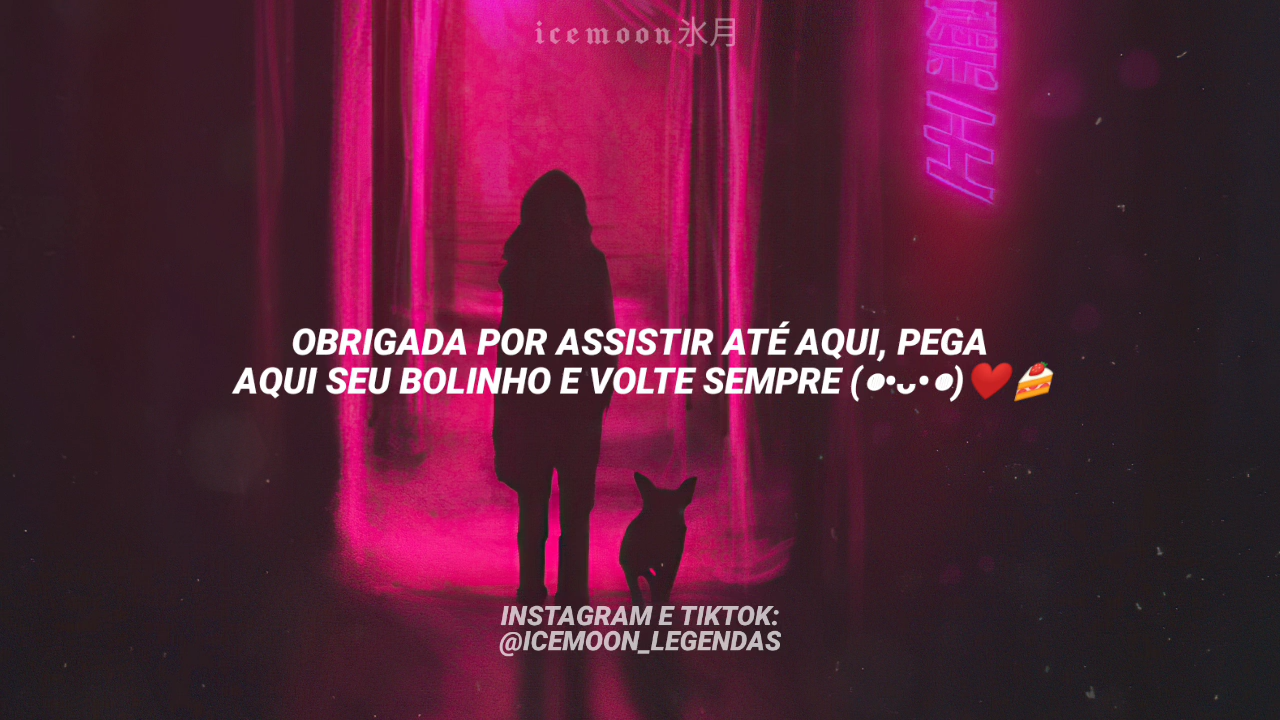 icemoon氷月
OBRIGADA POR ASSISTIR ATÉ AQUI, PEGA
AQUI SEU BOLINHO E VOLTE SEMPRE (๑•ᴗ•๑)❤️🍰
INSTAGRAM E TIKTOK:
@ICEMOON_LEGENDAS